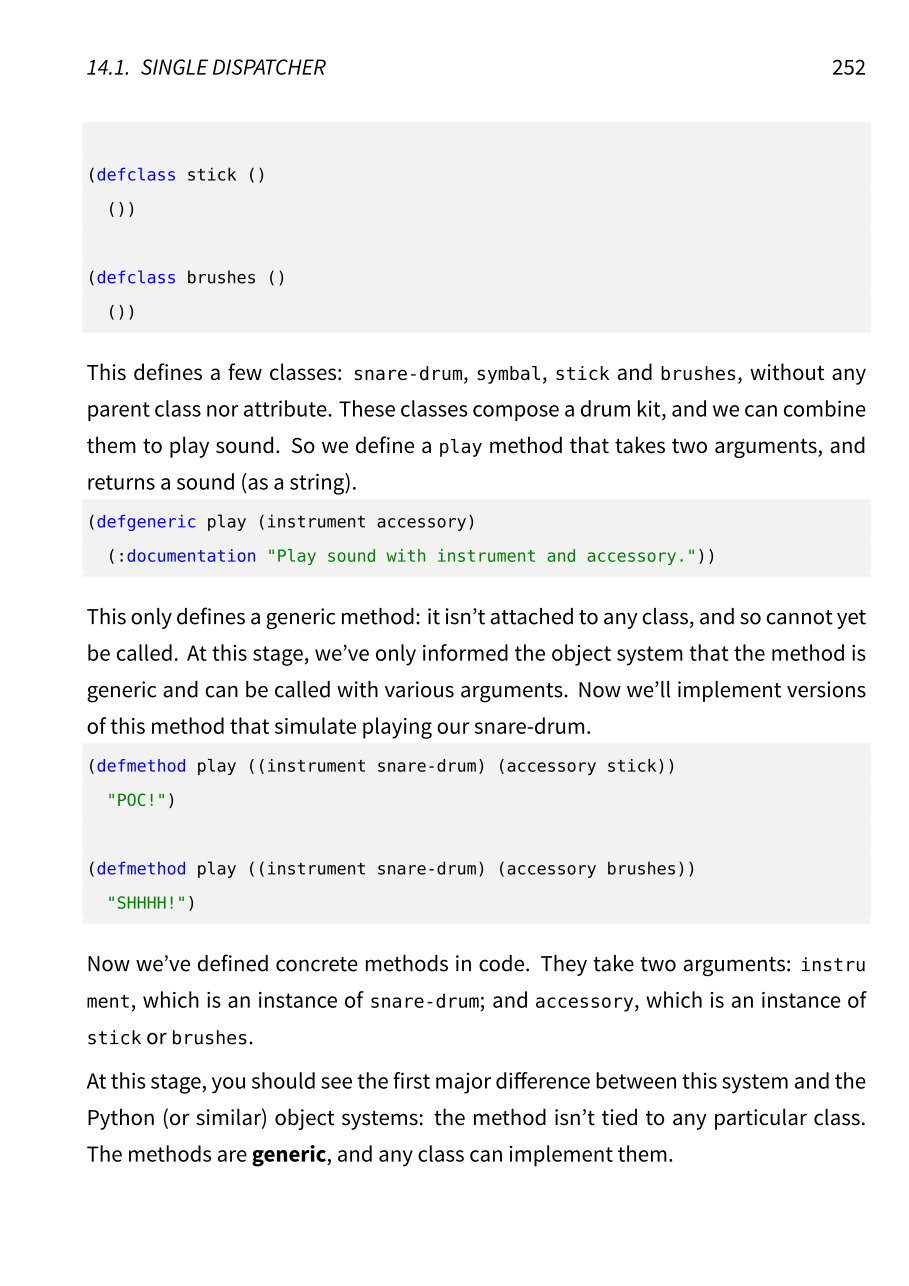 14.1. SINGLE DISPATCHER 252
(defclass stick ()
  ())
(defclass brushes ()
  ())
This defines a few classes: snare-drum, symbal, stick and brushes, without any
parent class nor attribute. These classes compose a drum kit, and we can combine
them to play sound. So we define a play method that takes two arguments, and
returns a sound (as a string).
(defgeneric play (instrument accessory)
  (:documentation "Play sound with instrument and accessory."))
This only defines a generic method: it isn’t attached to any class, and so cannot yet
be called. At this stage, we’ve only informed the object system that the method is
generic and can be called with various arguments. Now we’ll implement versions
of this method that simulate playing our snare-drum.
(defmethod play ((instrument snare-drum) (accessory stick))
  "POC!")
(defmethod play ((instrument snare-drum) (accessory brushes))
  "SHHHH!")
Now we’ve defined concrete methods in code. They take two arguments: instru
ment, which is an instance of snare-drum; and accessory, which is an instance of
stick or brushes.
At this stage, you should see the first major difference between this system and the
Python (or similar) object systems: the method isn’t tied to any particular class.
The methods are generic, and any class can implement them.